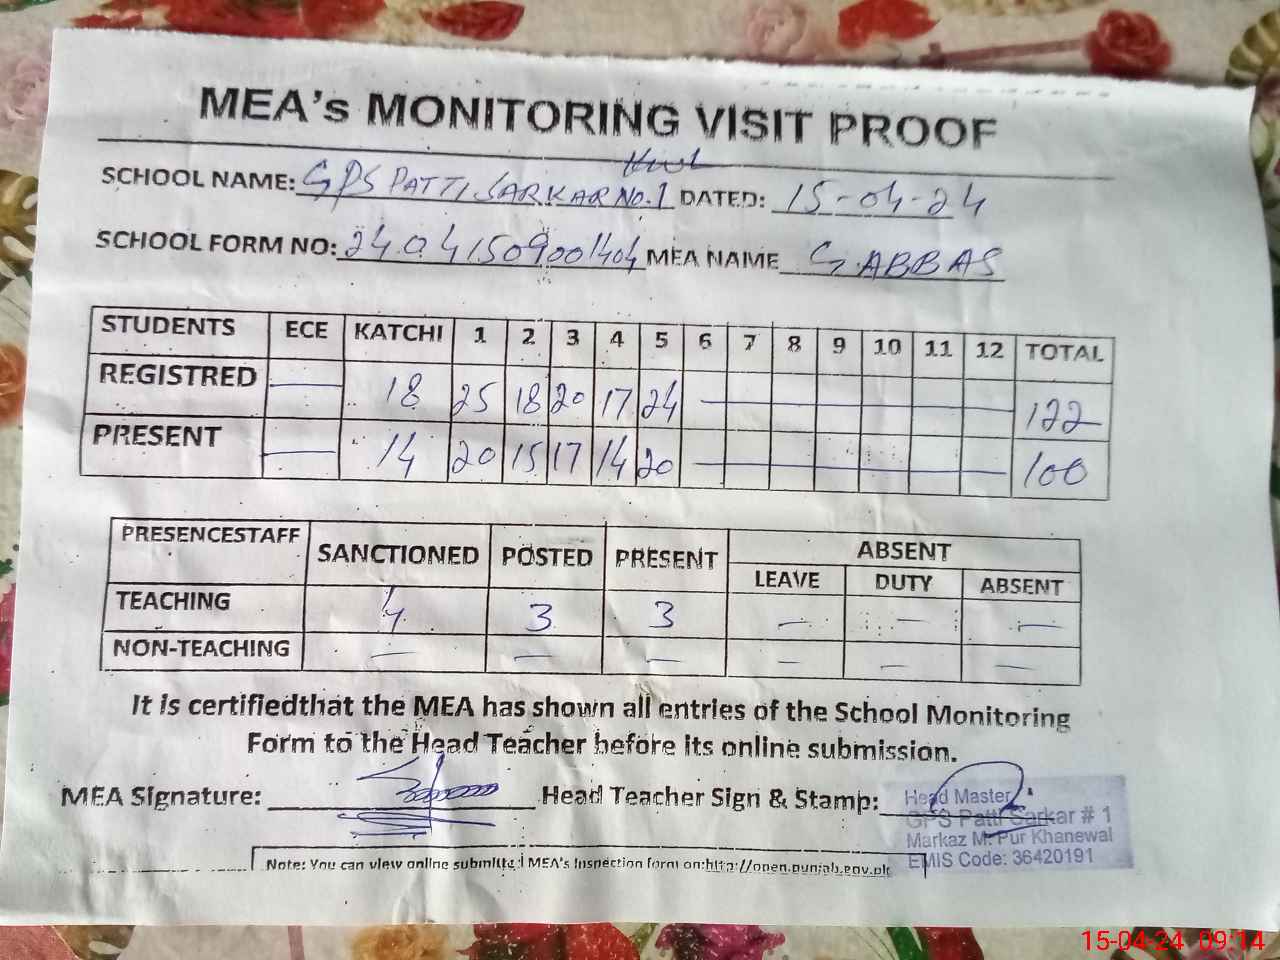 MEA's MONITORING VISIT PROOF
SCHOOL NAME: GPS PATTI SARKAR NO.1 DATED: 15-04-24
SCHOOL FORM NO: 240415090001404 MEA NAME G.ABBAS
STUDENTS ECE KATCHI 1 2 3 4 5 6 7 8 9 10 11 12 TOTAL
REGISTRED — 18 25 18 20 17 24 — 122
PRESENT — 14 20 15 17 14 20 — 100
PRESENCESTAFF SANCTIONED POSTED PRESENT ABSENT
LEAVE DUTY ABSENT
TEACHING 4 3 3 — — —
NON-TEACHING — — — — — —
It is certifiedthat the MEA has shown all entries of the School Monitoring
Form to the Head Teacher before its online submission.
MEA Signature: Head Teacher Sign & Stamp:
Head Master
GPS Patti Sarkar # 1
Markaz M. Pur Khanewal
EMIS Code: 36420191
Note: You can view online submitted MEA's Inspection form on:http://open.punjab.gov.pk
15-04-24 09:14